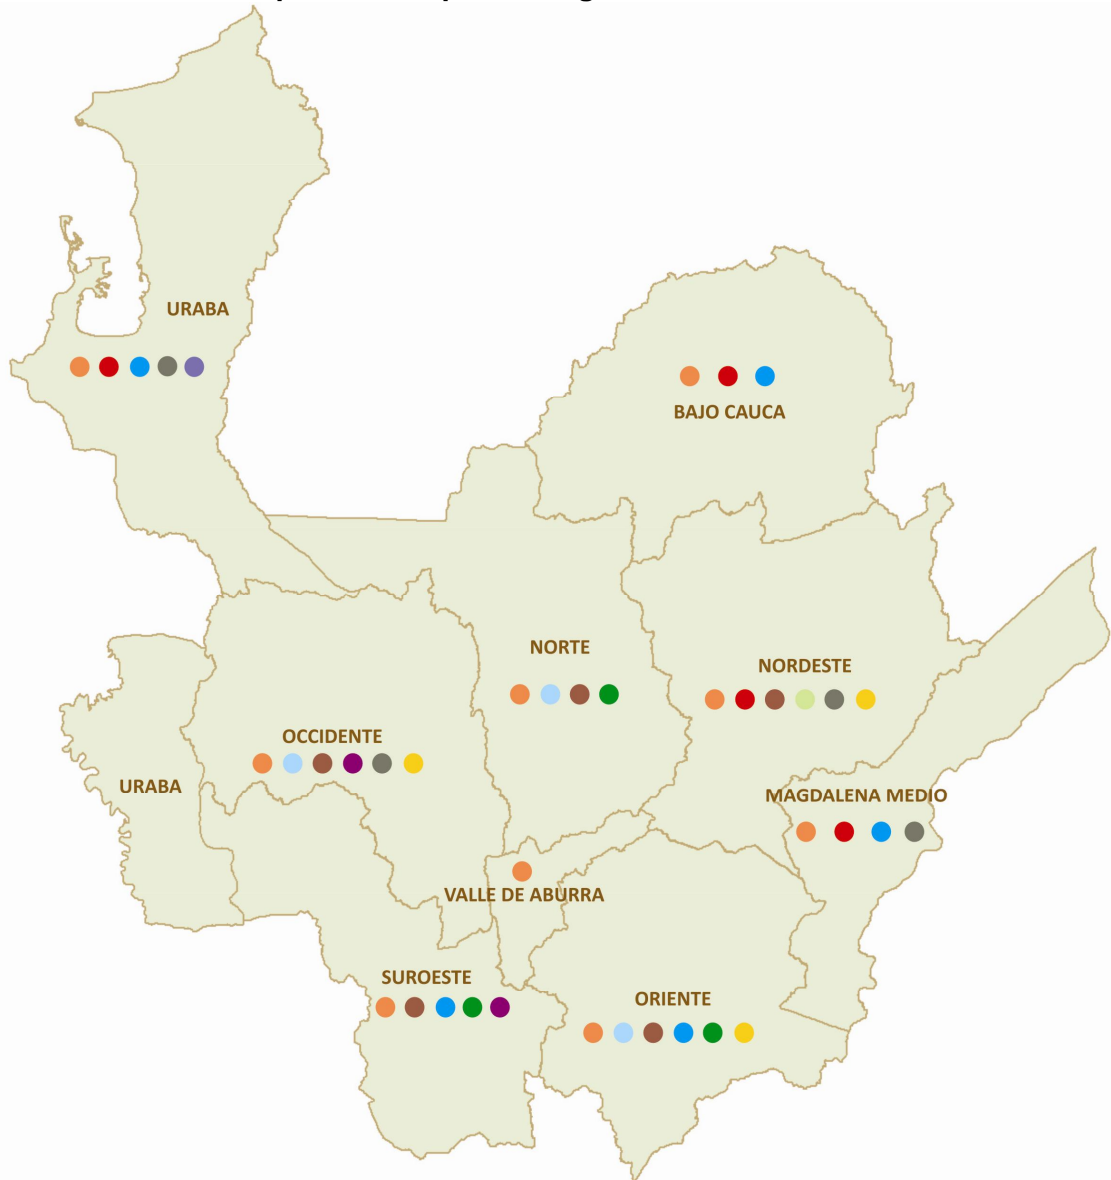 URABA
BAJO CAUCA
NORTE
NORDESTE
OCCIDENTE
URABA
MAGDALENA MEDIO
VALLE DE ABURRA
SUROESTE
ORIENTE